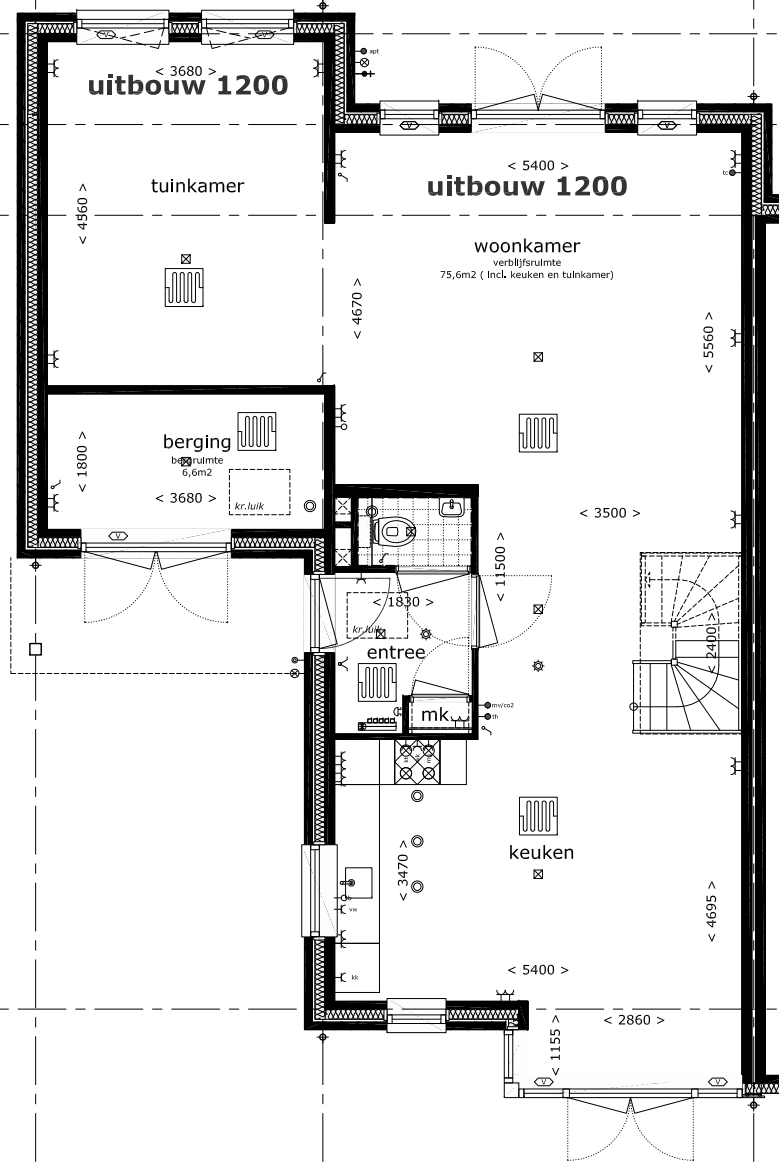 apt
< 3680 >
uitbouw 1200
< 5400 >
tc
tuinkamer
uitbouw 1200
< 4560 >
woonkamer
verblijfsruimte
75,6m2 ( incl. keuken en tuinkamer)
< 4670 >
< 5560 >
berging
bergruimte
6,6m2
< 1800 >
< 3680 >
kr.luik
< 3500 >
< 11500 >
< 1830 >
kr.luik
entree
< 2400 >
mk
mv/co2
th
keuken
< 3470 >
vw
< 4695 >
kk
< 5400 >
< 2860 >
< 1155 >
V
V